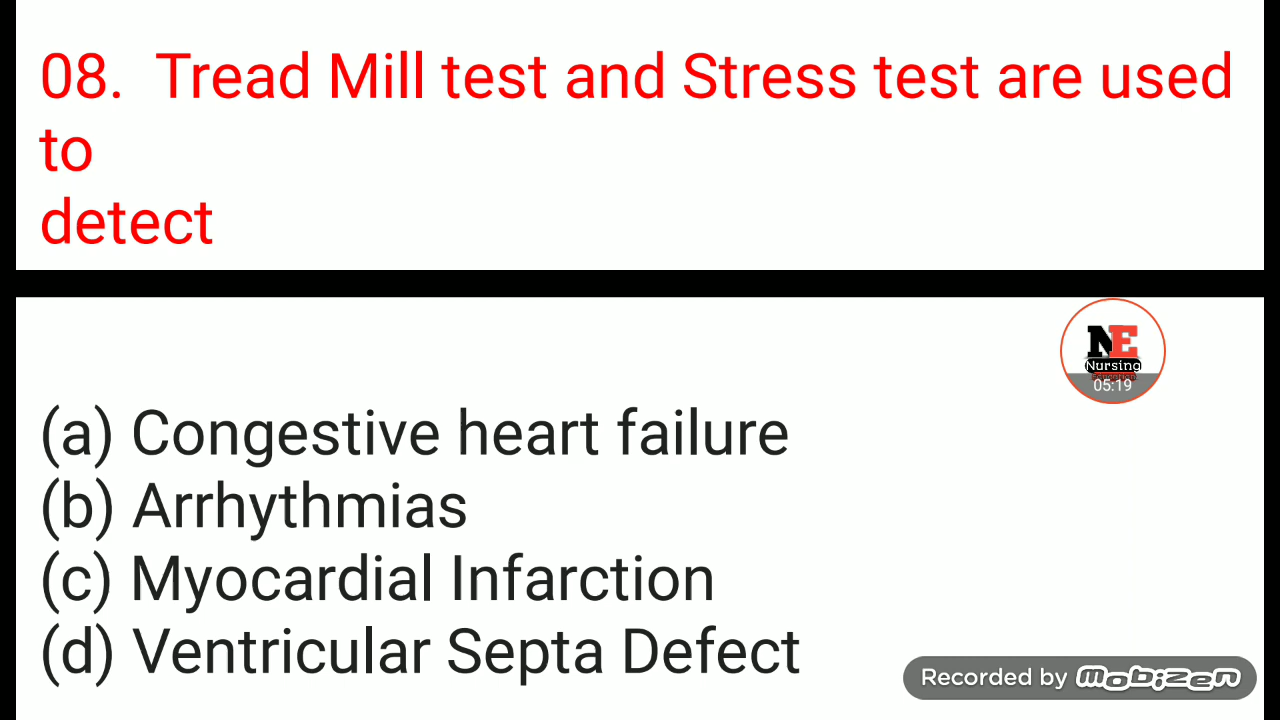 08. Tread Mill test and Stress test are used
to
detect
NE
Nursing
05:19
(a) Congestive heart failure
(b) Arrhythmias
(c) Myocardial Infarction
(d) Ventricular Septa Defect
Recorded by Mobizen